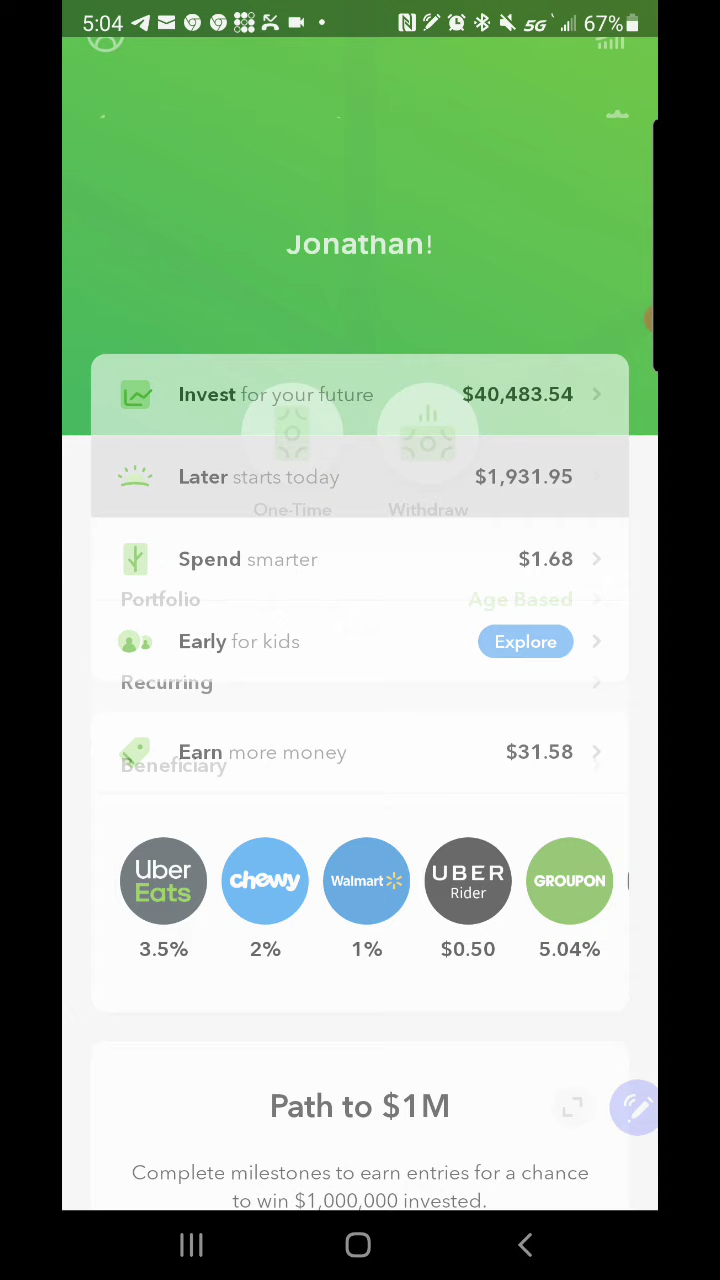 5:04
5G 67%
Jonathan!
Invest for your future $40,483.54
Later starts today $1,931.95
One-Time Withdraw
Spend smarter $1.68
Portfolio Age Based
Early for kids Explore
Recurring
Earn more money $31.58
Beneficiary
Uber Eats chewy Walmart UBER Rider GROUPON
3.5% 2% 1% $0.50 5.04%
Path to $1M
Complete milestones to earn entries for a chance
to win $1,000,000 invested.